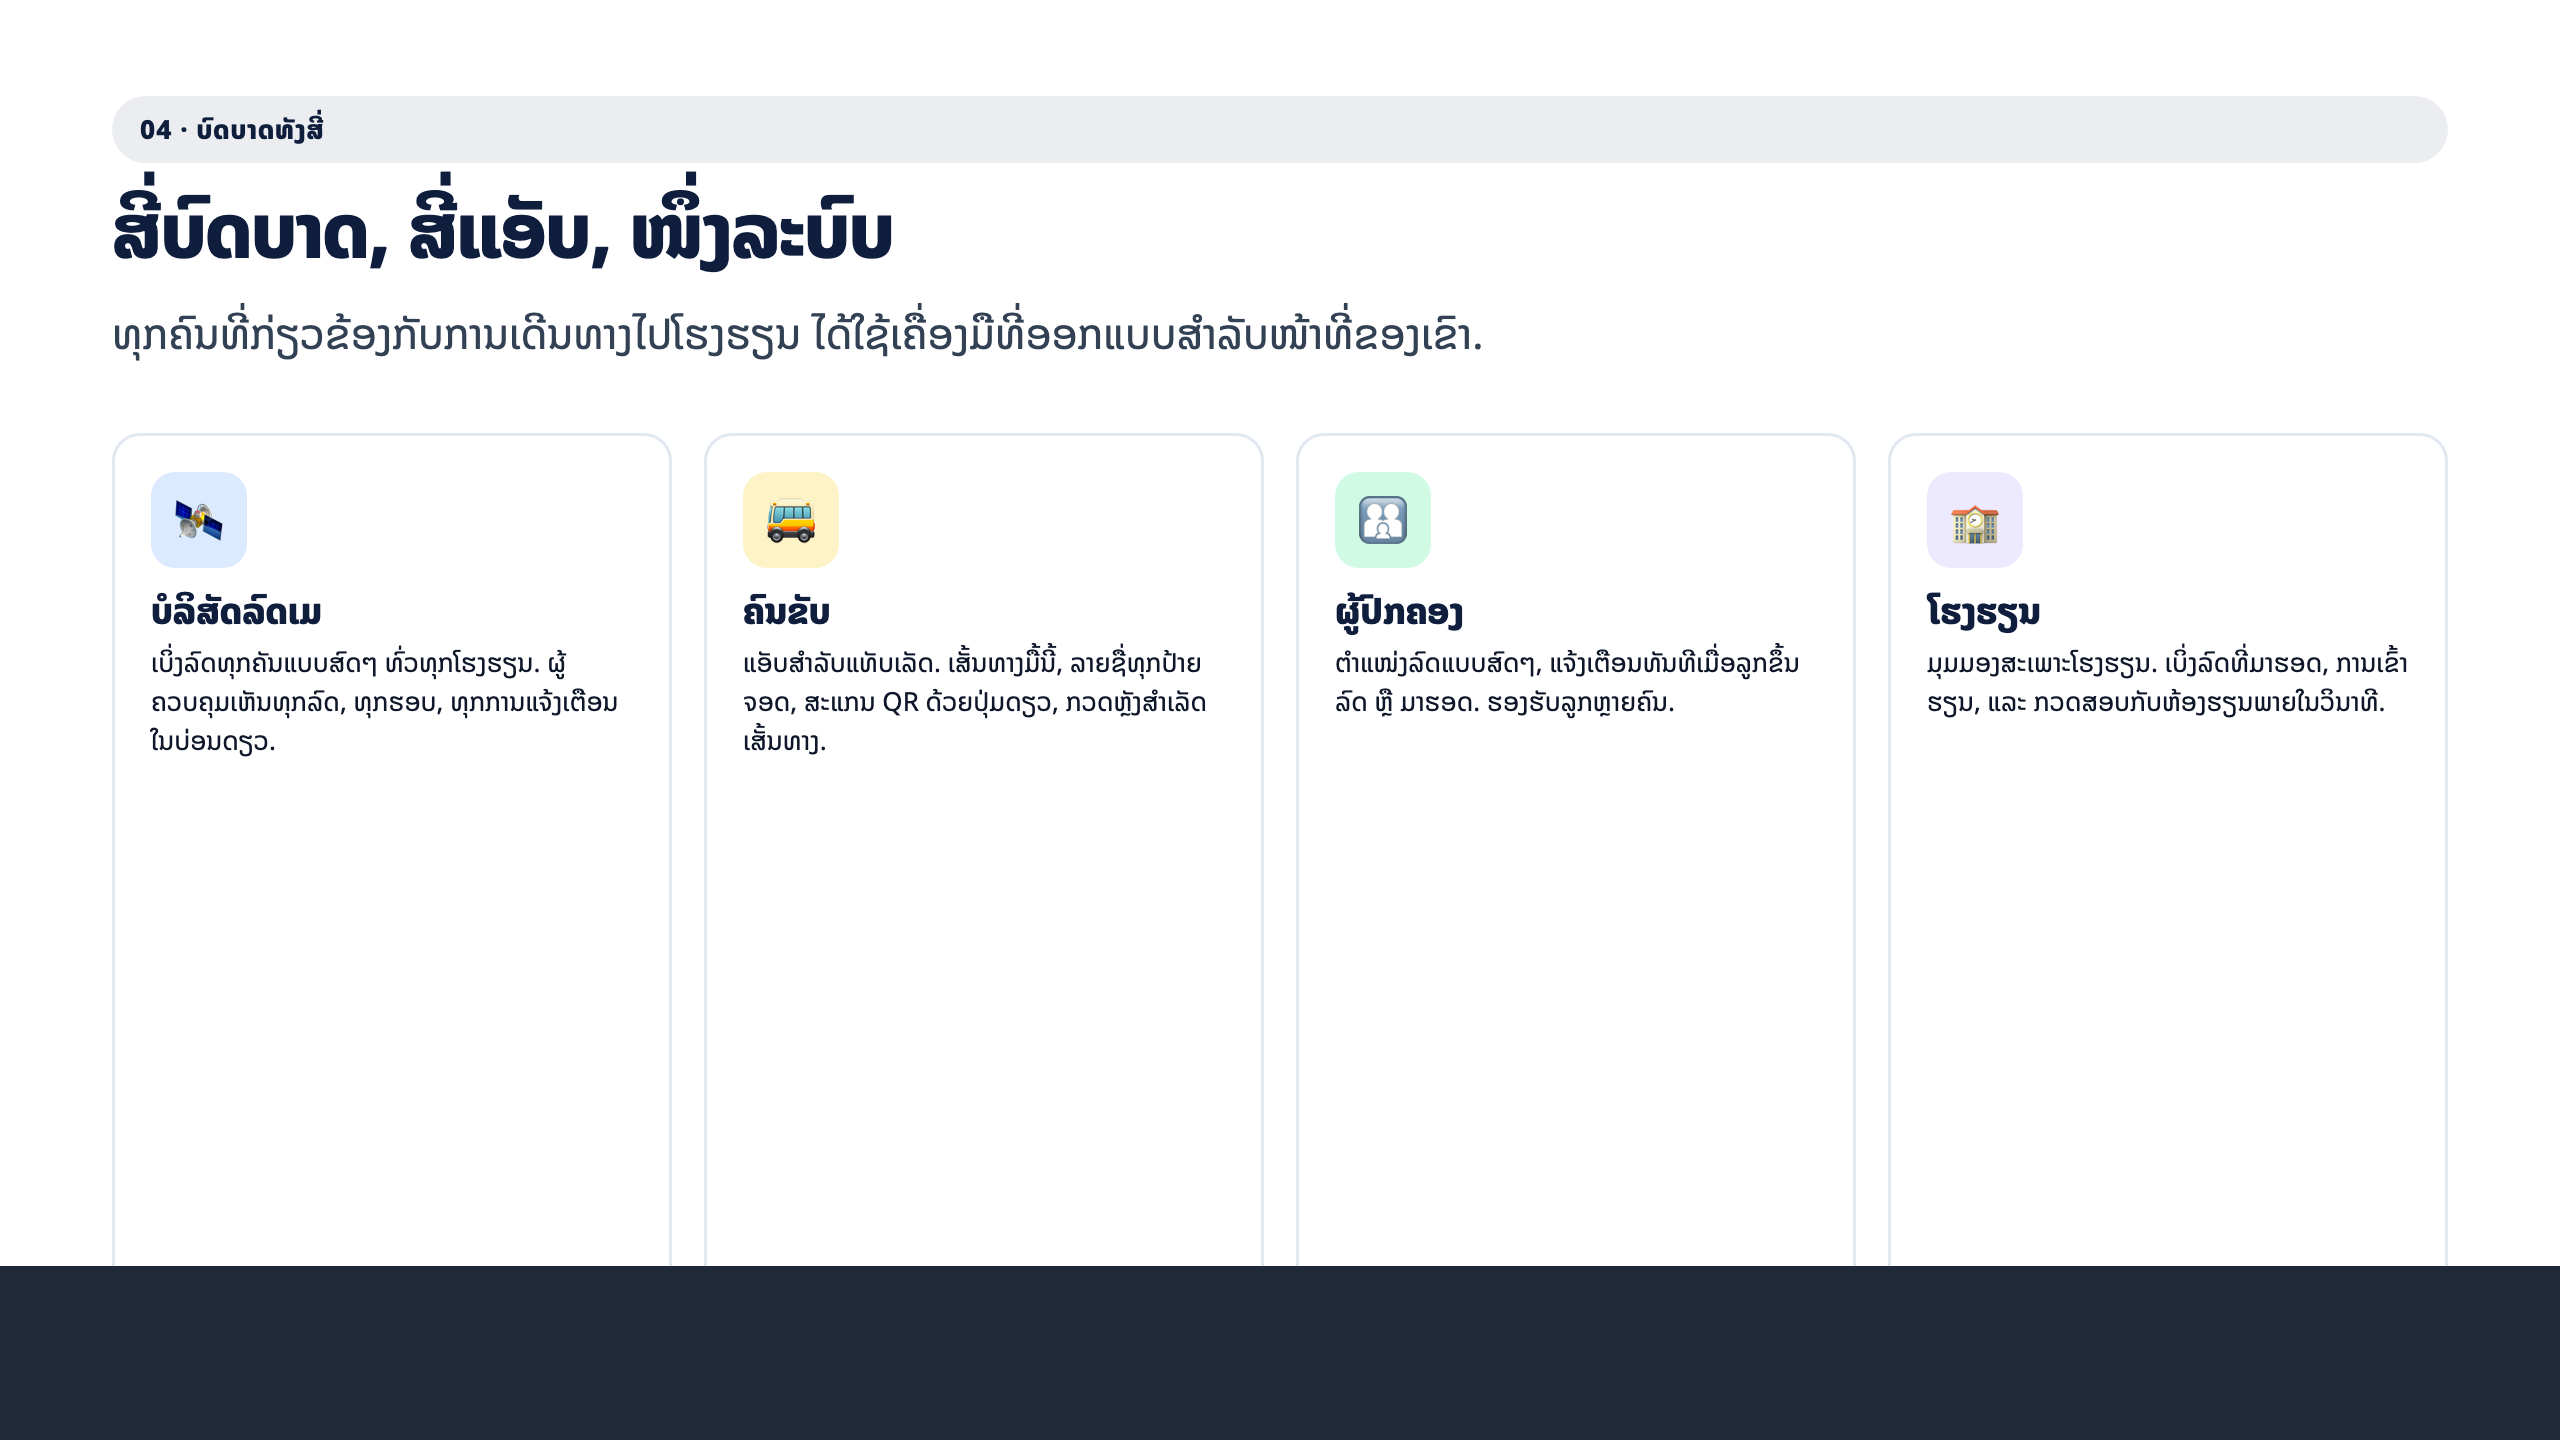 04 · ບົດບາດທັງສີ່
ສີ່ບົດບາດ, ສີ່ແອັບ, ໜຶ່ງລະບົບ
ທຸກຄົນທີ່ກ່ຽວຂ້ອງກັບການເດີນທາງໄປໂຮງຮຽນ ໄດ້ໃຊ້ເຄື່ອງມືທີ່ອອກແບບສຳລັບໜ້າທີ່ຂອງເຂົາ.
ບໍລິສັດລົດເມ
ເບິ່ງລົດທຸກຄັນແບບສົດໆ ທົ່ວທຸກໂຮງຮຽນ. ຜູ້
ຄວບຄຸມເຫັນທຸກລົດ, ທຸກຮອບ, ທຸກການແຈ້ງເຕືອນ
ໃນບ່ອນດຽວ.
ຄົນຂັບ
ແອັບສຳລັບແທັບເລັດ. ເສັ້ນທາງມື້ນີ້, ລາຍຊື່ທຸກປ້າຍ
ຈອດ, ສະແກນ QR ດ້ວຍປຸ່ມດຽວ, ກວດຫຼັງສຳເລັດ
ເສັ້ນທາງ.
ຜູ້ປົກຄອງ
ຕຳແໜ່ງລົດແບບສົດໆ, ແຈ້ງເຕືອນທັນທີເມື່ອລູກຂຶ້ນ
ລົດ ຫຼື ມາຮອດ. ຮອງຮັບລູກຫຼາຍຄົນ.
ໂຮງຮຽນ
ມຸມມອງສະເພາະໂຮງຮຽນ. ເບິ່ງລົດທີ່ມາຮອດ, ການເຂົ້າ
ຮຽນ, ແລະ ກວດສອບກັບຫ້ອງຮຽນພາຍໃນວິນາທີ.